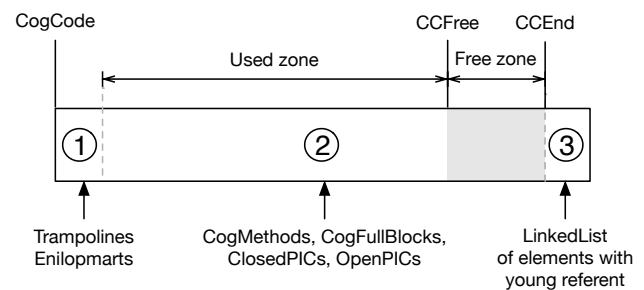 CogCode
CCFree
CCEnd
Used zone
Free zone
1
2
3
Trampolines
Enilopmarts
CogMethods, CogFullBlocks,
ClosedPICs, OpenPICs
LinkedList
of elements with
young referent